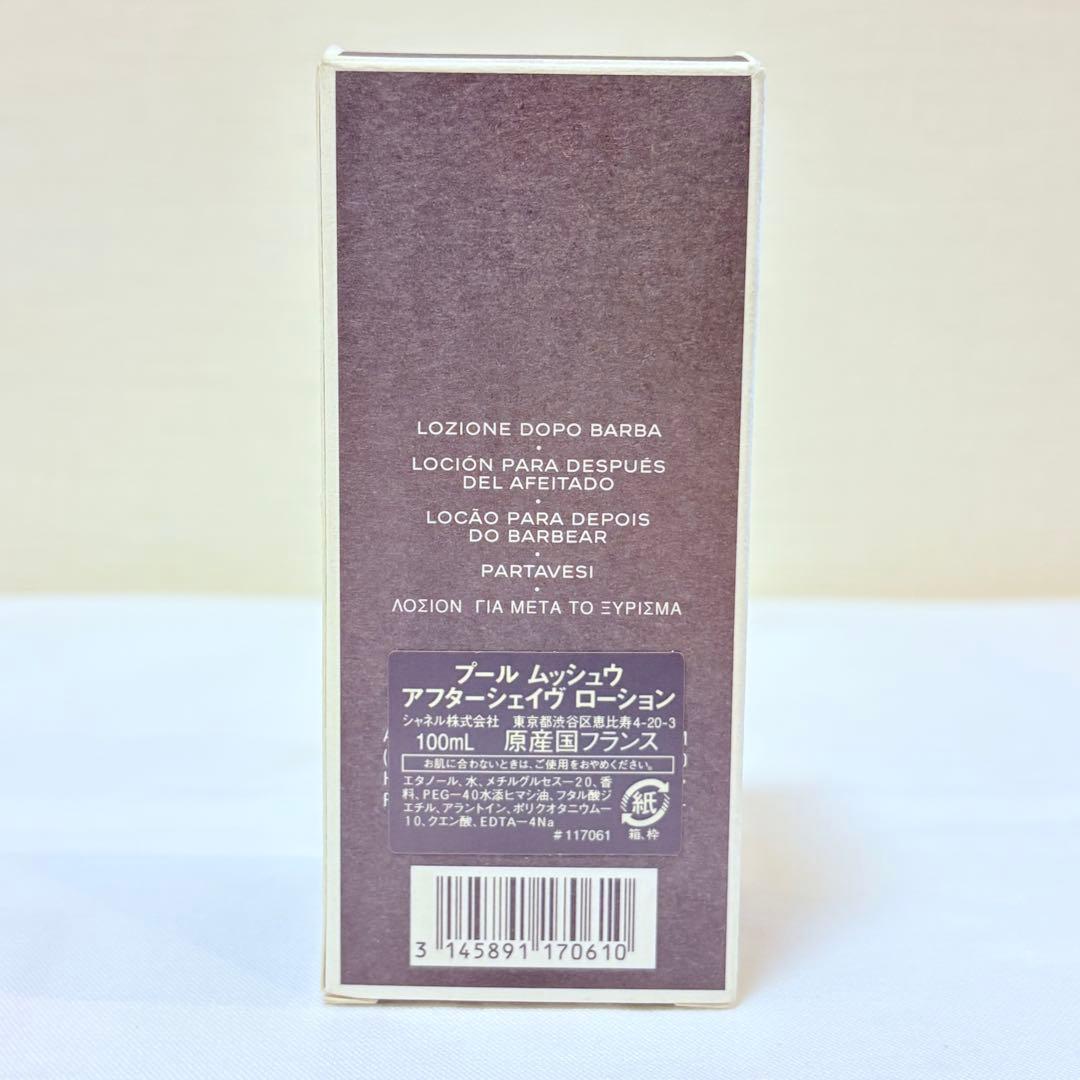 LOZIONE DOPO BARBA
•
LOCIÓN PARA DESPUÉS
DEL AFEITADO
•
LOCÃO PARA DEPOIS
DO BARBEAR
•
PARTAVESI
•
ΛΟΣΙΟΝ ΓΙΑ ΜΕΤΑ ΤΟ ΞΥΡΙΣΜΑ
プール ムッシュウ
アフターシェイヴ ローション
シャネル株式会社 東京都渋谷区恵比寿4-20-3
100mL 原産国フランス
お肌に合わないときは、ご使用をおやめください。
エタノール、水、メチルグルセス－20、香
料、PEG－40水添ヒマシ油、フタル酸ジ
エチル、アラントイン、ポリクオタニウム－
10、クエン酸、EDTA－4Na
#117061
紙
箱、枠
3 145891 170610